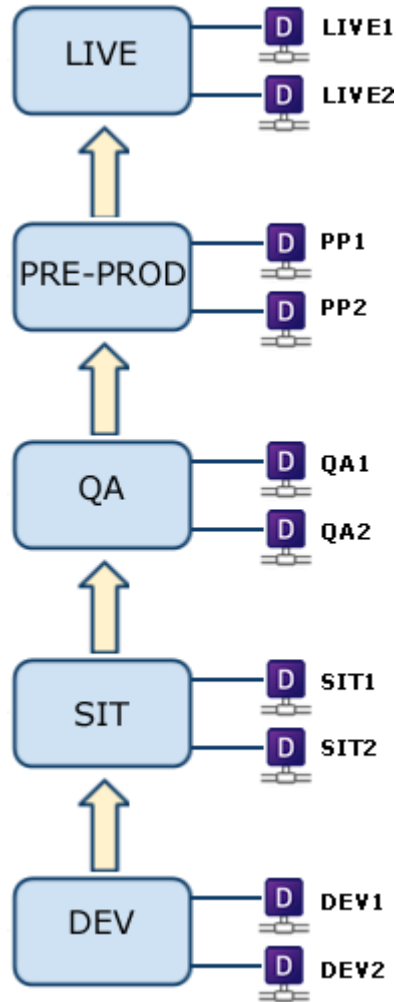 LIVE
D LIVE1
D LIVE2
PRE-PROD
D PP1
D PP2
QA
D QA1
D QA2
SIT
D SIT1
D SIT2
DEV
D DEV1
D DEV2